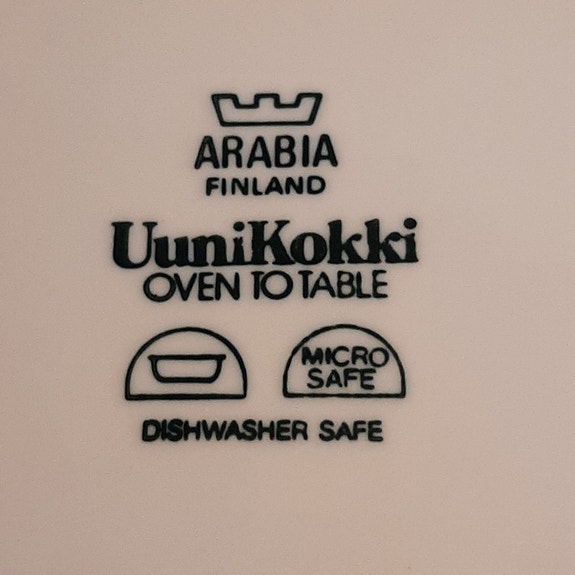 ARABIA
FINLAND
UuniKokki
OVEN TO TABLE
MICRO
SAFE
DISHWASHER SAFE